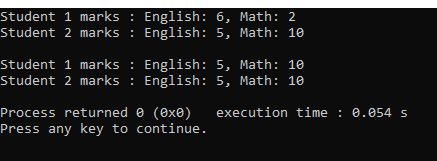 Student 1 marks : English: 6, Math: 2
Student 2 marks : English: 5, Math: 10
Student 1 marks : English: 5, Math: 10
Student 2 marks : English: 5, Math: 10
Process returned 0 (0x0)   execution time : 0.054 s
Press any key to continue.